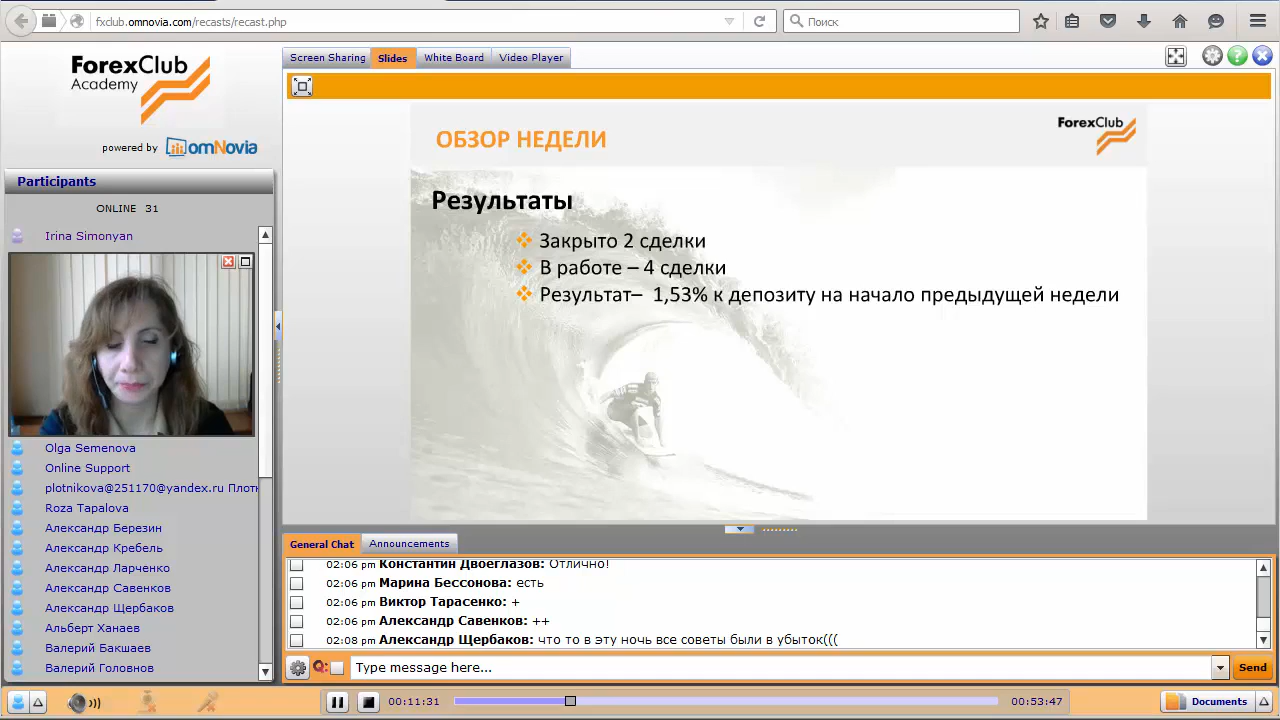 fxclub.omnovia.com/recasts/recast.php
Поиск
ForexClub
Academy
powered by omNovia
Participants
ONLINE 31
Irina Simonyan
Olga Semenova
Online Support
plotnikova@251170@yandex.ru Плотн
Roza Tapalova
Александр Березин
Александр Кребель
Александр Ларченко
Александр Савенков
Александр Щербаков
Альберт Ханаев
Валерий Бакшаев
Валерий Головнов
Screen Sharing Slides White Board Video Player
ОБЗОР НЕДЕЛИ
ForexClub
Результаты
Закрыто 2 сделки
В работе – 4 сделки
Результат– 1,53% к депозиту на начало предыдущей недели
General Chat Announcements
02:06 pm Константин Двоеглазов: Отлично!
02:06 pm Марина Бессонова: есть
02:06 pm Виктор Тарасенко: +
02:06 pm Александр Савенков: ++
02:08 pm Александр Щербаков: что то в эту ночь все советы были в убыток(((
Type message here...
Send
00:11:31
00:53:47
Documents